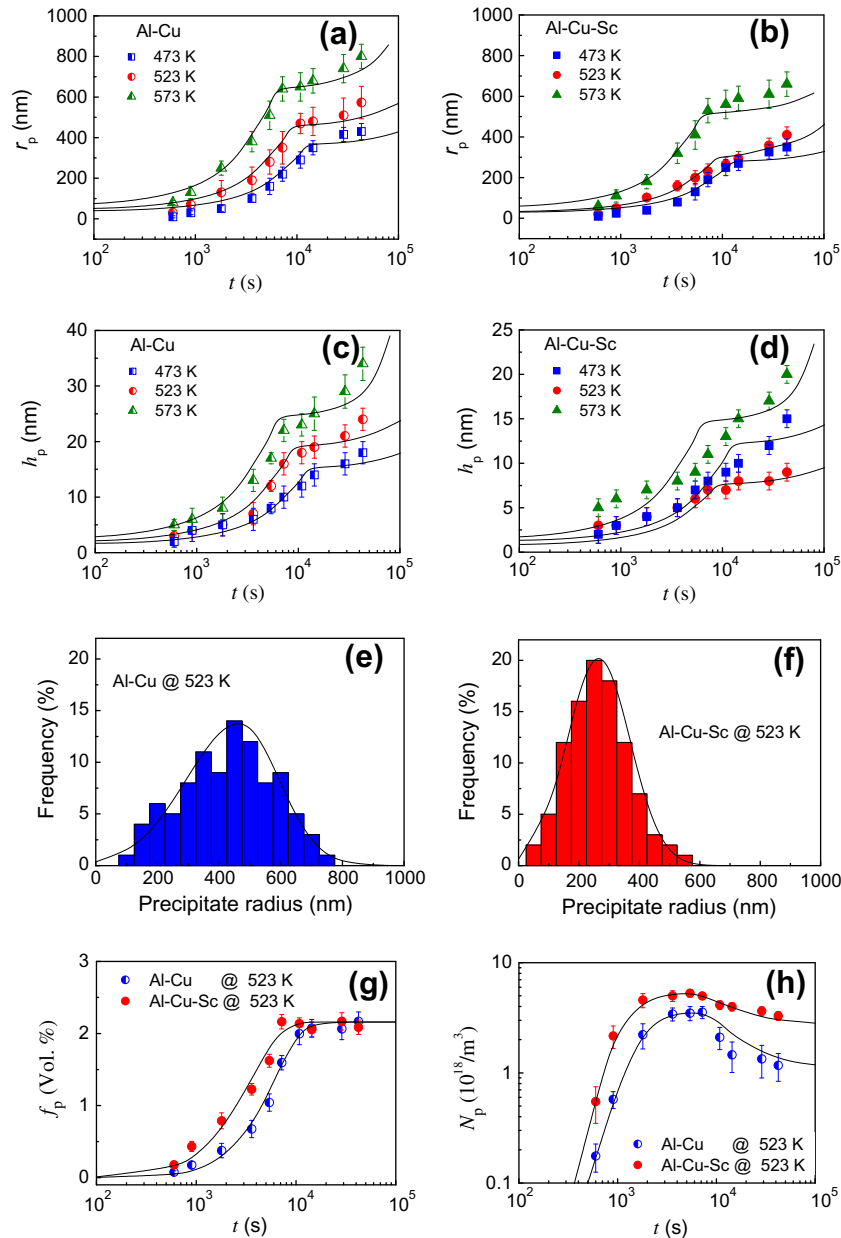 Al-Cu
(a)
473 K
523 K
573 K
r_p (nm)
1000
800
600
400
200
0
10^2 10^3 10^4 10^5
t (s)
Al-Cu-Sc
(b)
473 K
523 K
573 K
r_p (nm)
1000
800
600
400
200
0
10^2 10^3 10^4 10^5
t (s)
Al-Cu
(c)
473 K
523 K
573 K
h_p (nm)
40
30
20
10
0
10^2 10^3 10^4 10^5
t (s)
Al-Cu-Sc
(d)
473 K
523 K
573 K
h_p (nm)
25
20
15
10
5
0
10^2 10^3 10^4 10^5
t (s)
(e)
Al-Cu @ 523 K
Frequency (%)
20
15
10
5
0
0 200 400 600 800 1000
Precipitate radius (nm)
(f)
Al-Cu-Sc @ 523 K
Frequency (%)
20
15
10
5
0
0 200 400 600 800 1000
Precipitate radius (nm)
(g)
Al-Cu @ 523 K
Al-Cu-Sc @ 523 K
f_p (Vol. %)
3
2
1
0
10^2 10^3 10^4 10^5
t (s)
(h)
Al-Cu @ 523 K
Al-Cu-Sc @ 523 K
N_p (10^18/m^3)
10
1
0.1
10^2 10^3 10^4 10^5
t (s)